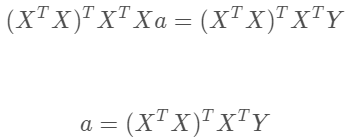 (X^T X)^T X^T X a = (X^T X)^T X^T Y
a = (X^T X)^T X^T Y